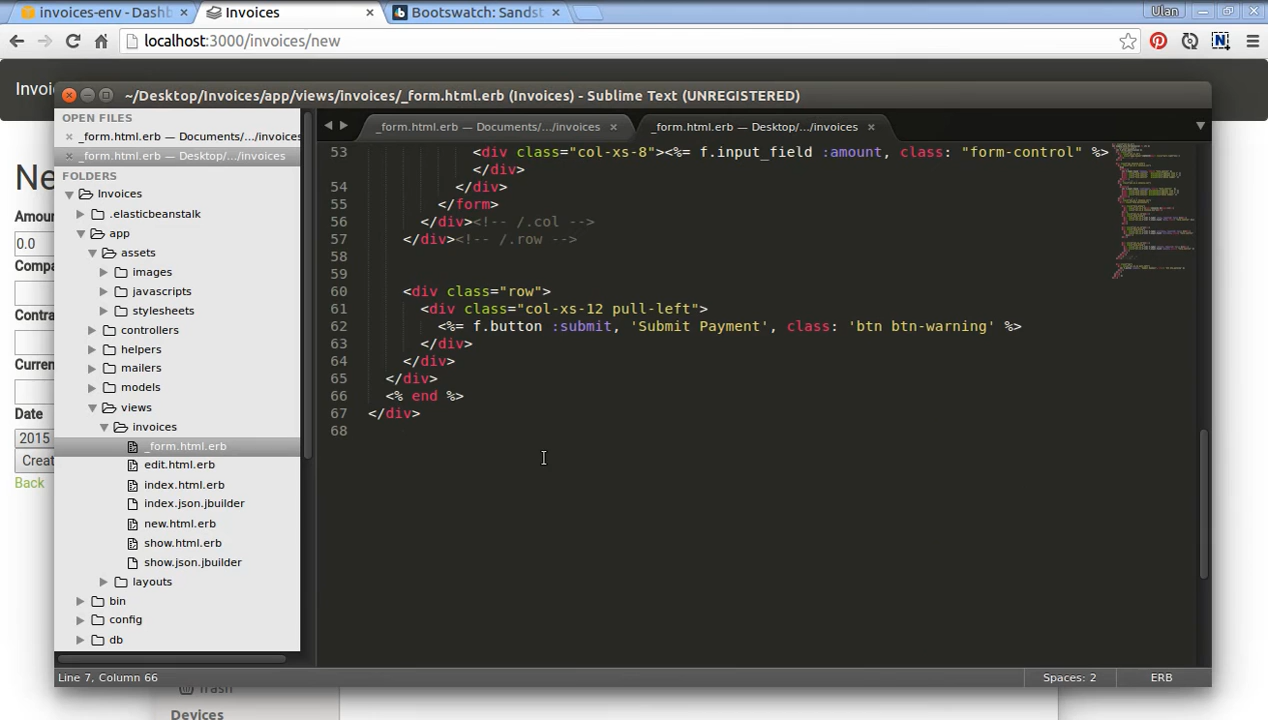 invoices-env - Dashb
Invoices
Bootswatch: Sandst
Ulan
localhost:3000/invoices/new
~/Desktop/Invoices/app/views/invoices/_form.html.erb (Invoices) - Sublime Text (UNREGISTERED)
OPEN FILES
_form.html.erb — Documents/.../invoices
_form.html.erb — Desktop/.../invoices
FOLDERS
Invoices
.elasticbeanstalk
app
assets
images
javascripts
stylesheets
controllers
helpers
mailers
models
views
invoices
_form.html.erb
edit.html.erb
index.html.erb
index.json.jbuilder
new.html.erb
show.html.erb
show.json.jbuilder
layouts
bin
config
db
_form.html.erb — Documents/.../invoices
_form.html.erb — Desktop/.../invoices
53 <div class="col-xs-8"><%= f.input_field :amount, class: "form-control" %>
</div>
54 </div>
55 </form>
56 </div><!-- /.col -->
57 </div><!-- /.row -->
58
59
60 <div class="row">
61 <div class="col-xs-12 pull-left">
62 <%= f.button :submit, 'Submit Payment', class: 'btn btn-warning' %>
63 </div>
64 </div>
65 </div>
66 <% end %>
67 </div>
68
Line 7, Column 66
Spaces: 2
ERB
Invoic
Ne
Amou
0.0
Compa
Contra
Curren
Date
2015
Creat
Back
Trash
Devices